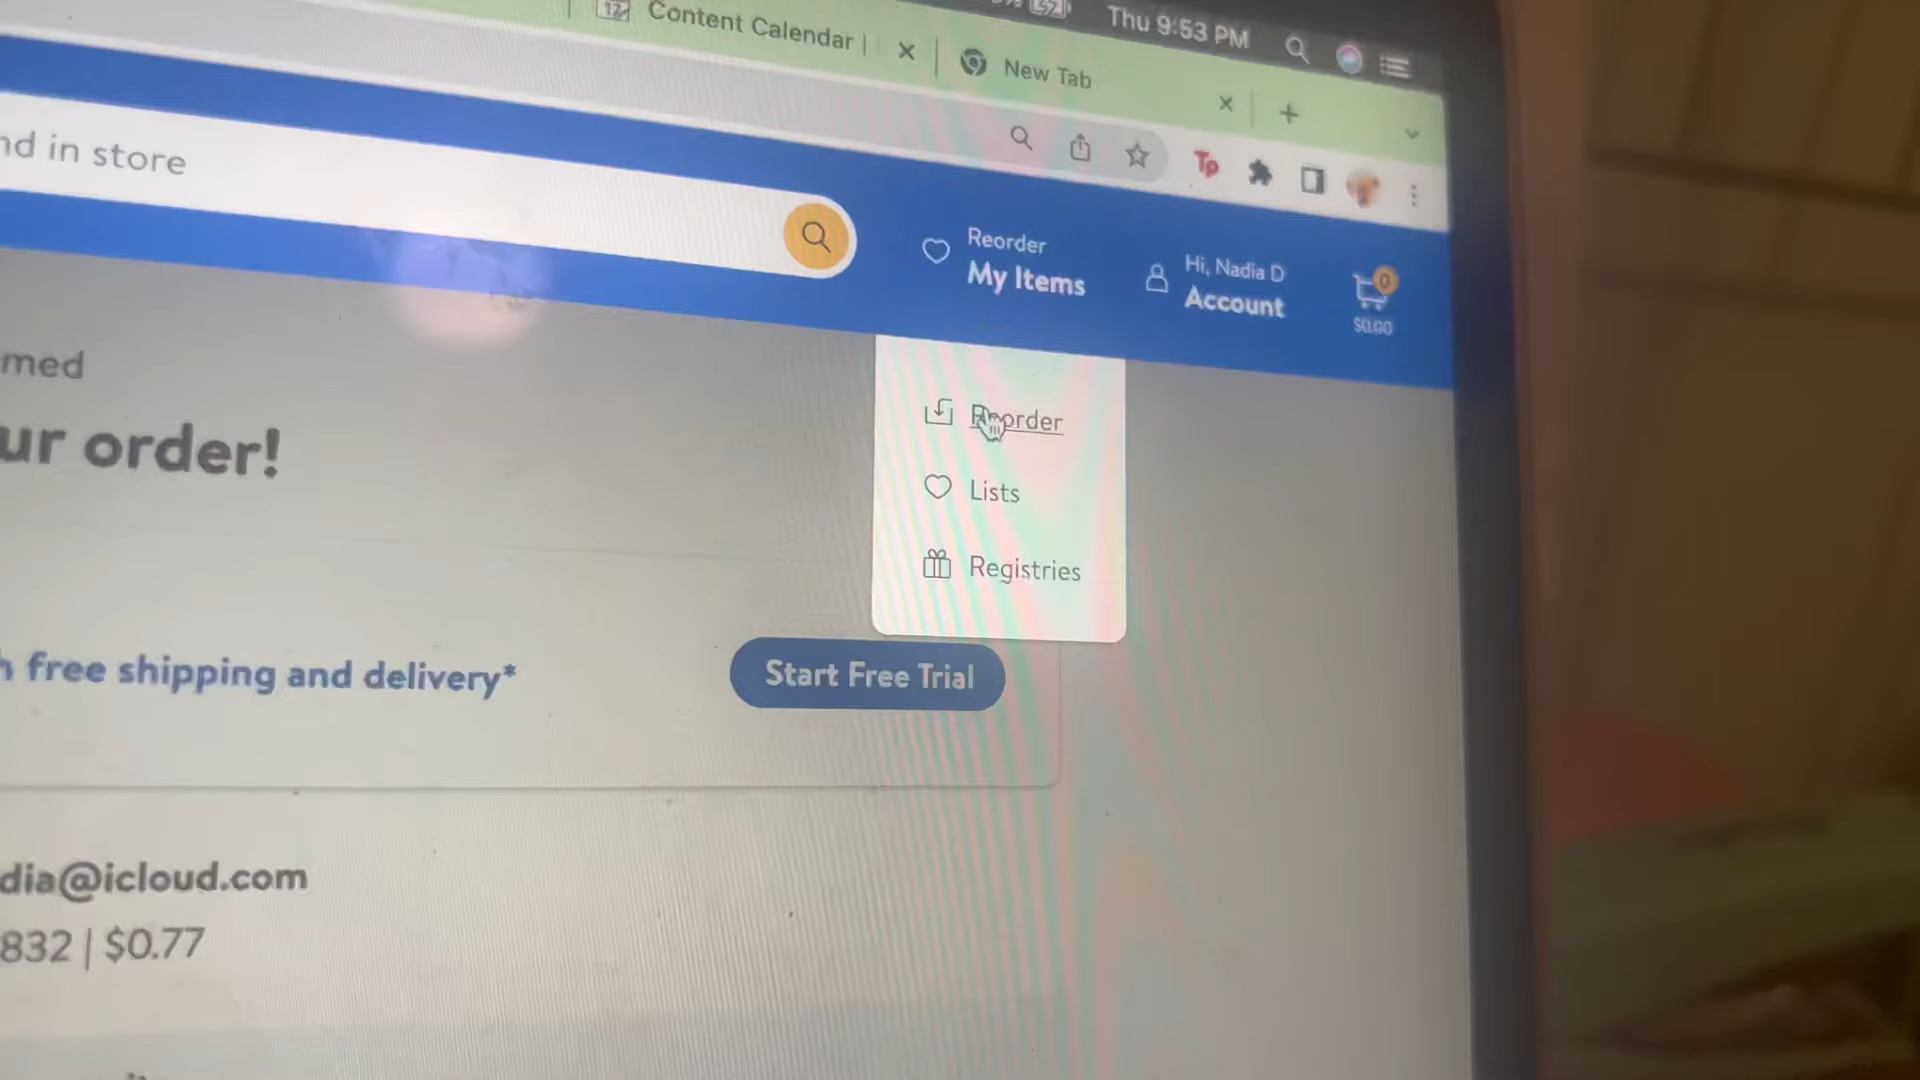 Thu 9:53 PM
Content Calendar |
New Tab
nd in store
Reorder
My Items
Hi, Nadia D
Account
0
$0.00
med
ur order!
Reorder
Lists
Registries
free shipping and delivery*
Start Free Trial
dia@icloud.com
832 | $0.77